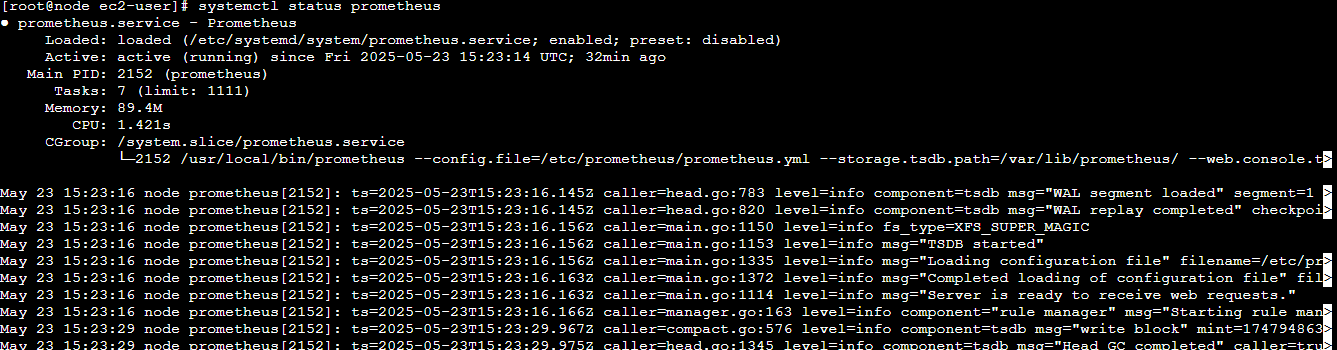 [root@node ec2-user]# systemctl status prometheus
● prometheus.service - Prometheus
     Loaded: loaded (/etc/systemd/system/prometheus.service; enabled; preset: disabled)
     Active: active (running) since Fri 2025-05-23 15:23:14 UTC; 32min ago
   Main PID: 2152 (prometheus)
      Tasks: 7 (limit: 1111)
     Memory: 89.4M
        CPU: 1.421s
     CGroup: /system.slice/prometheus.service
             └─2152 /usr/local/bin/prometheus --config.file=/etc/prometheus/prometheus.yml --storage.tsdb.path=/var/lib/prometheus/ --web.console.t>
May 23 15:23:16 node prometheus[2152]: ts=2025-05-23T15:23:16.145Z caller=head.go:783 level=info component=tsdb msg="WAL segment loaded" segment=1 >
May 23 15:23:16 node prometheus[2152]: ts=2025-05-23T15:23:16.145Z caller=head.go:820 level=info component=tsdb msg="WAL replay completed" checkpoi>
May 23 15:23:16 node prometheus[2152]: ts=2025-05-23T15:23:16.156Z caller=main.go:1150 level=info fs_type=XFS_SUPER_MAGIC
May 23 15:23:16 node prometheus[2152]: ts=2025-05-23T15:23:16.156Z caller=main.go:1153 level=info msg="TSDB started"
May 23 15:23:16 node prometheus[2152]: ts=2025-05-23T15:23:16.156Z caller=main.go:1335 level=info msg="Loading configuration file" filename=/etc/pr>
May 23 15:23:16 node prometheus[2152]: ts=2025-05-23T15:23:16.163Z caller=main.go:1372 level=info msg="Completed loading of configuration file" fil>
May 23 15:23:16 node prometheus[2152]: ts=2025-05-23T15:23:16.163Z caller=main.go:1114 level=info msg="Server is ready to receive web requests."
May 23 15:23:16 node prometheus[2152]: ts=2025-05-23T15:23:16.166Z caller=manager.go:163 level=info component="rule manager" msg="Starting rule man>
May 23 15:23:29 node prometheus[2152]: ts=2025-05-23T15:23:29.967Z caller=compact.go:576 level=info component=tsdb msg="write block" mint=174794863>
May 23 15:23:29 node prometheus[2152]: ts=2025-05-23T15:23:29.975Z caller=head.go:1345 level=info component=tsdb msg="Head GC completed" caller=tru>